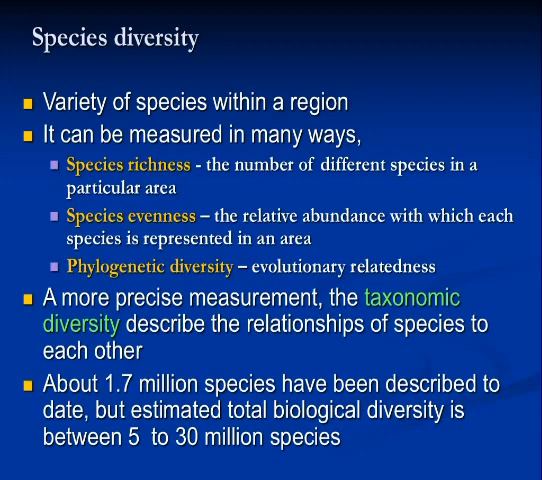 Species diversity
Variety of species within a region
It can be measured in many ways,
Species richness - the number of different species in a
particular area
Species evenness – the relative abundance with which each
species is represented in an area
Phylogenetic diversity – evolutionary relatedness
A more precise measurement, the taxonomic
diversity describe the relationships of species to
each other
About 1.7 million species have been described to
date, but estimated total biological diversity is
between 5 to 30 million species